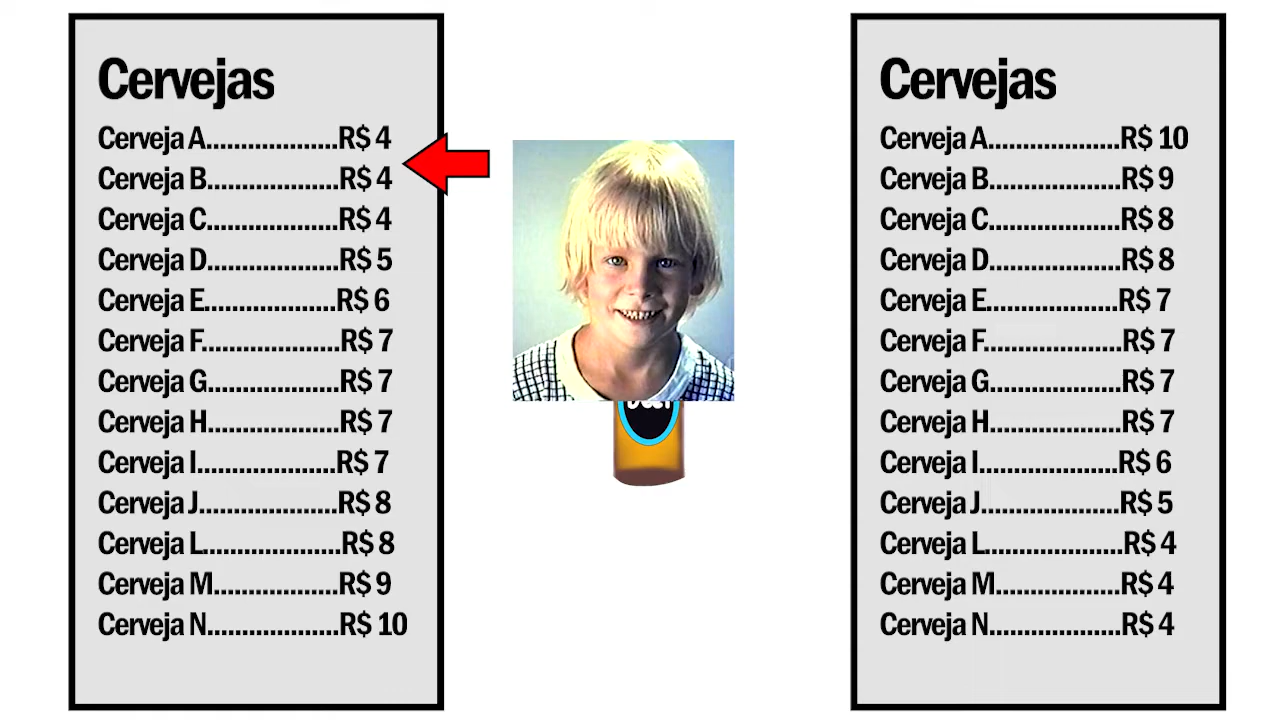 Cervejas
Cerveja A...................R$ 4
Cerveja B...................R$ 4
Cerveja C...................R$ 4
Cerveja D...................R$ 5
Cerveja E...................R$ 6
Cerveja F....................R$ 7
Cerveja G...................R$ 7
Cerveja H...................R$ 7
Cerveja I....................R$ 7
Cerveja J....................R$ 8
Cerveja L....................R$ 8
Cerveja M..................R$ 9
Cerveja N...................R$ 10
Cervejas
Cerveja A...................R$ 10
Cerveja B...................R$ 9
Cerveja C...................R$ 8
Cerveja D...................R$ 8
Cerveja E...................R$ 7
Cerveja F....................R$ 7
Cerveja G...................R$ 7
Cerveja H...................R$ 7
Cerveja I....................R$ 6
Cerveja J....................R$ 5
Cerveja L....................R$ 4
Cerveja M..................R$ 4
Cerveja N...................R$ 4